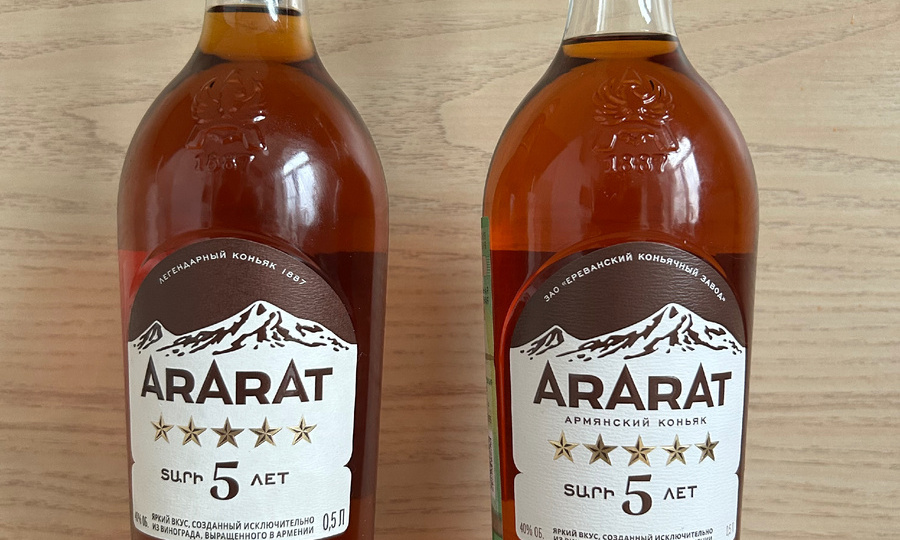 1887
ЛЕГЕНДАРНЫЙ КОНЬЯК 1887
ARARAT
ՏԱՐԻ 5 ЛЕТ
40% ОБ.
ЯРКИЙ ВКУС, СОЗДАННЫЙ ИСКЛЮЧИТЕЛЬНО
ИЗ ВИНОГРАДА, ВЫРАЩЕННОГО В АРМЕНИИ
0,5 Л
1887
ЗАО "ЕРЕВАНСКИЙ КОНЬЯЧНЫЙ ЗАВОД"
ARARAT
АРМЯНСКИЙ КОНЬЯК
ՏԱՐԻ 5 ЛЕТ
40% ОБ.
ЯРКИЙ ВКУС, СОЗДАННЫЙ ИСКЛЮЧИТЕЛЬНО